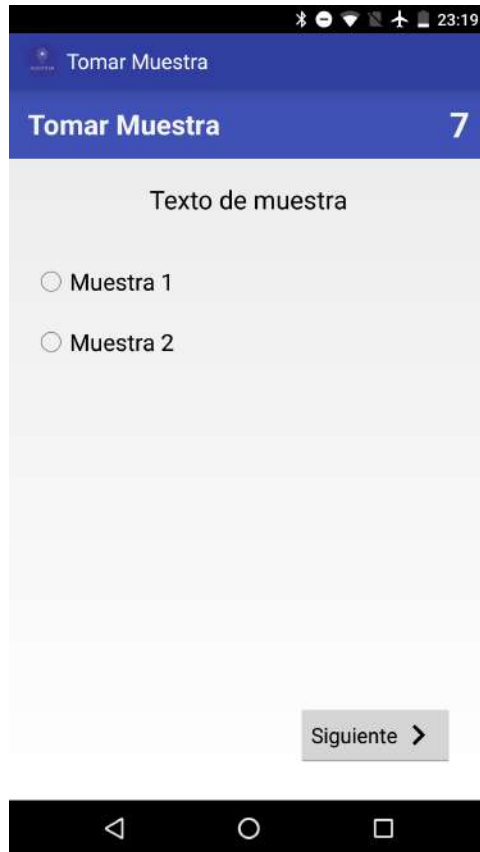 23:19
Tomar Muestra
Tomar Muestra 7
Texto de muestra
Muestra 1
Muestra 2
Siguiente